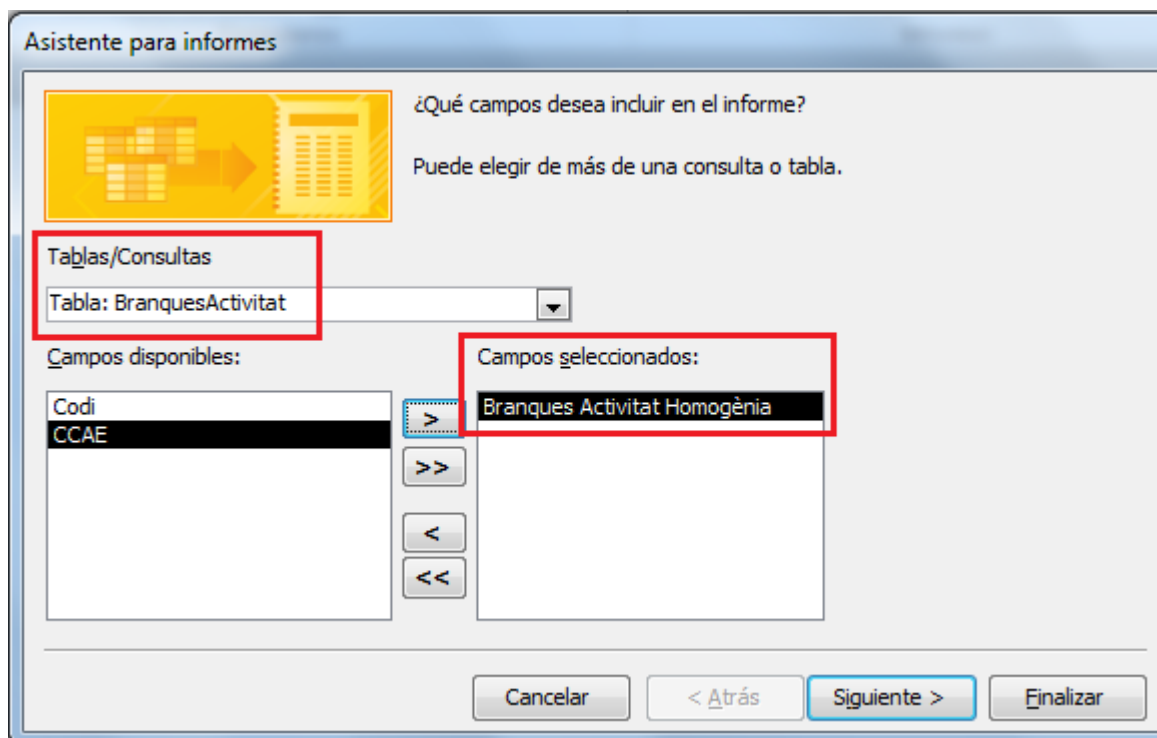 Asistente para informes
¿Qué campos desea incluir en el informe?
Puede elegir de más de una consulta o tabla.
Tablas/Consultas
Tabla: BranquesActivitat
Campos disponibles:
Campos seleccionados:
Codi
CCAE
Branques Activitat Homogènia
>
>>
<
<<
Cancelar
< Atrás
Siguiente >
Finalizar